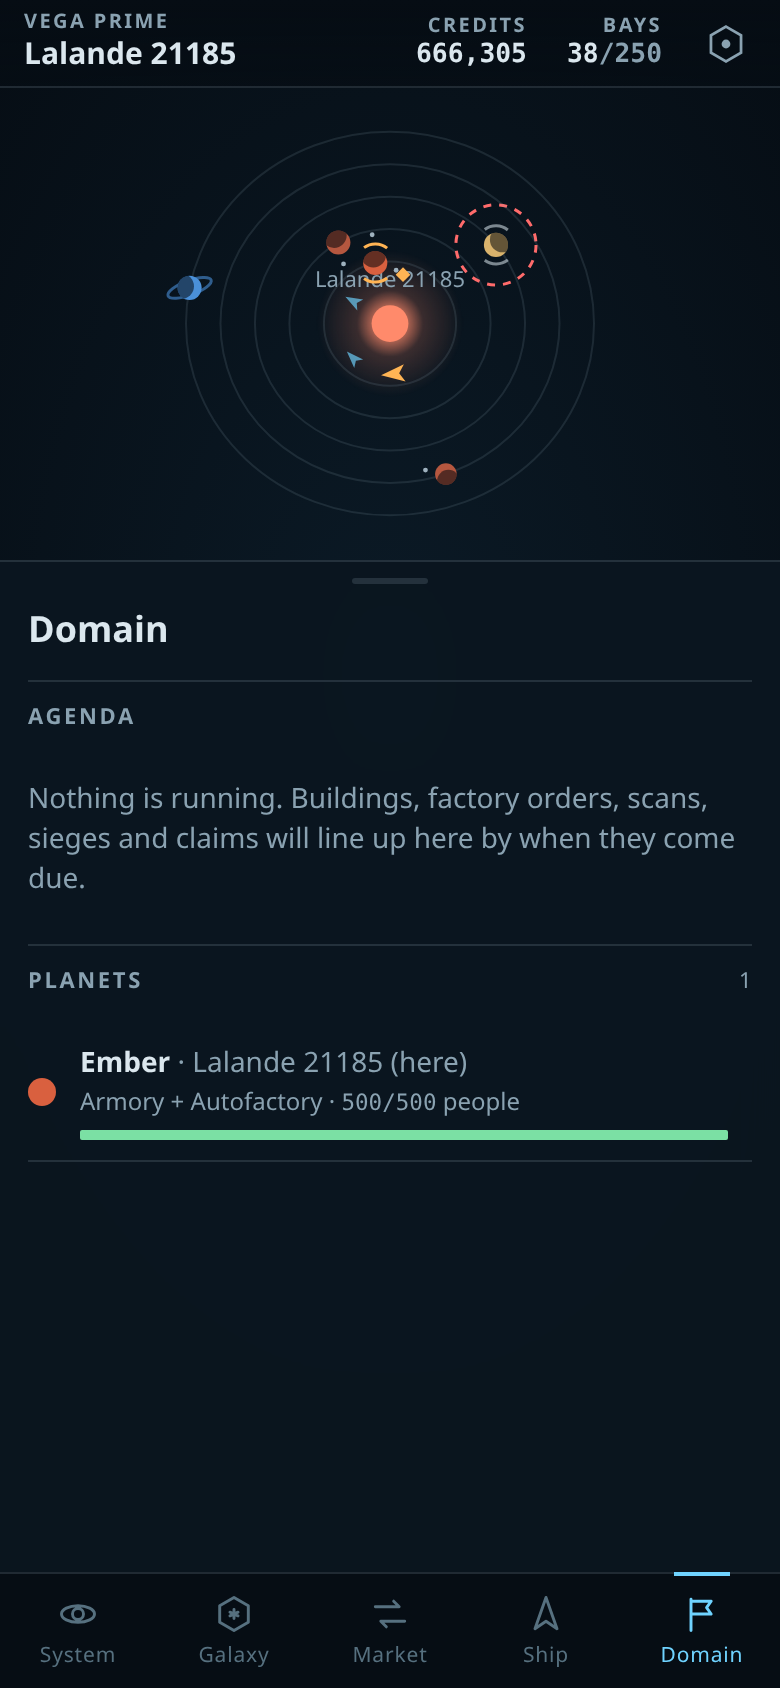 VEGA PRIME
Lalande 21185
CREDITS
666,305
BAYS
38/250
Lalande 21185
Domain
AGENDA
Nothing is running. Buildings, factory orders, scans,
sieges and claims will line up here by when they come
due.
PLANETS
1
Ember · Lalande 21185 (here)
Armory + Autofactory · 500/500 people
System
Galaxy
Market
Ship
Domain